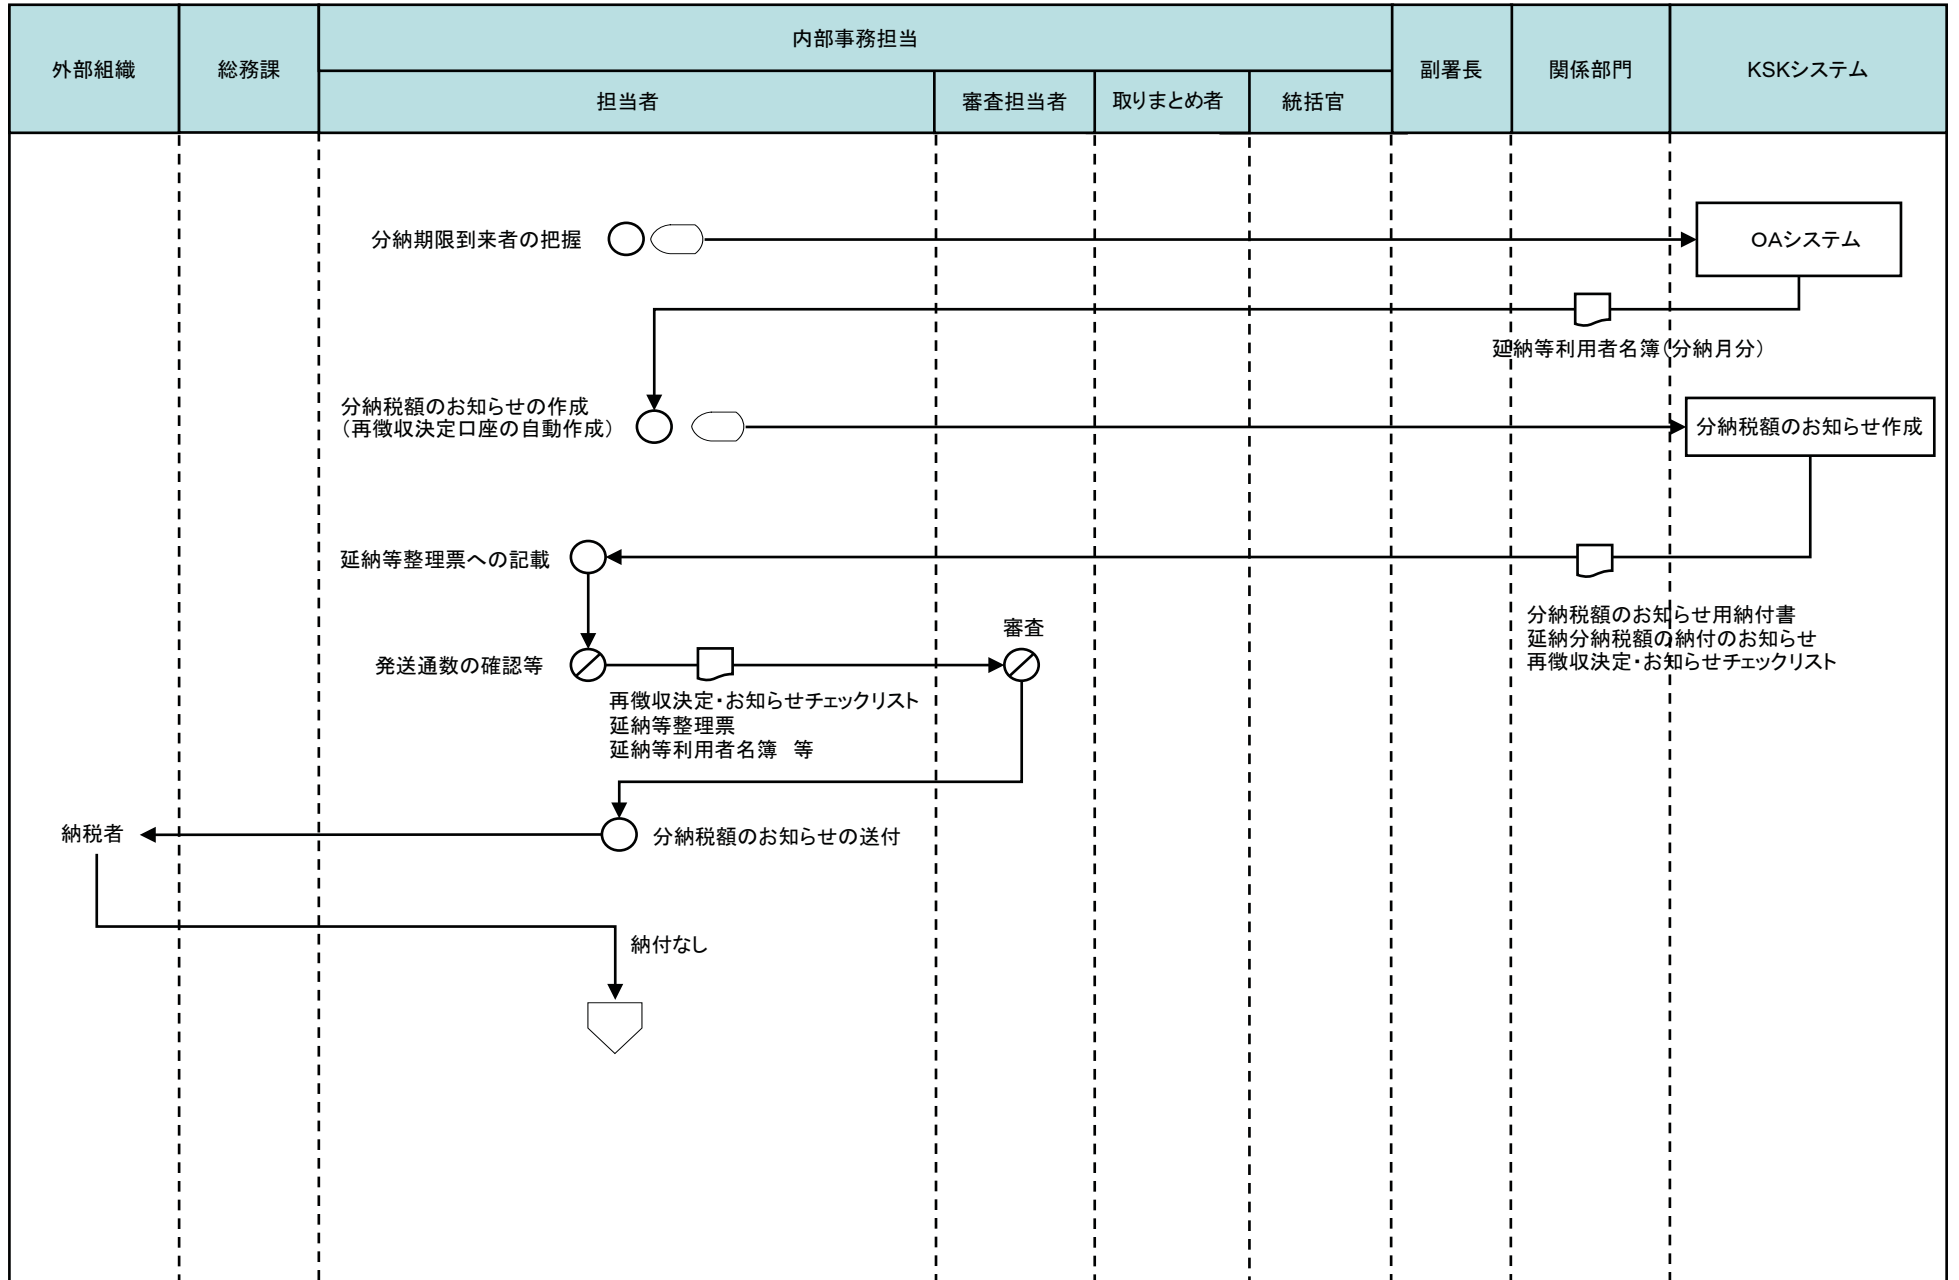 外部組織
総務課
内部事務担当
担当者
審査担当者
取りまとめ者
統括官
副署長
関係部門
KSKシステム
分納期限到来者の把握
OAシステム
延納等利用者名簿（分納月分）
分納税額のお知らせの作成
（再徴収決定口座の自動作成）
分納税額のお知らせ作成
延納等整理票への記載
分納税額のお知らせ用納付書
延納分納税額の納付のお知らせ
再徴収決定・お知らせチェックリスト
発送通数の確認等
審査
再徴収決定・お知らせチェックリスト
延納等整理票
延納等利用者名簿　等
納税者
分納税額のお知らせの送付
納付なし